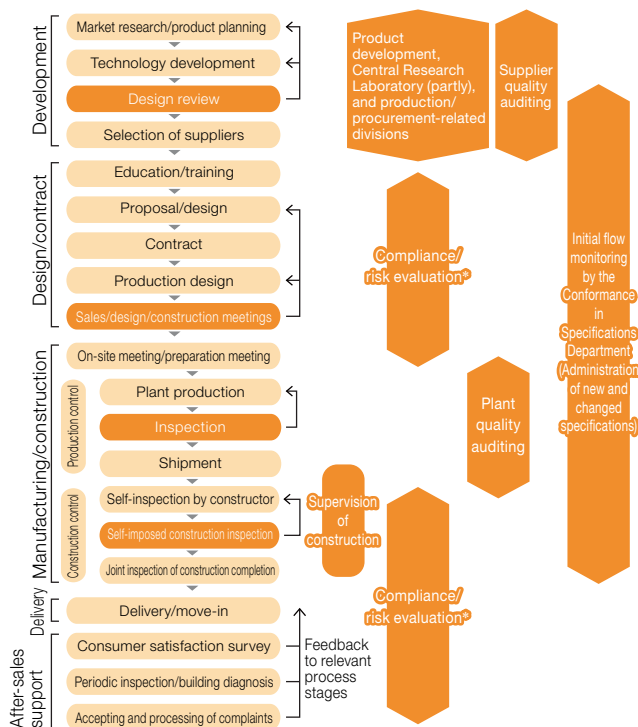 Development
Market research/product planning
Technology development
Design review
Selection of suppliers
Product
development,
Central Research
Laboratory (partly),
and production/
procurement-related
divisions
Supplier
quality
auditing
Design/contract
Education/training
Proposal/design
Contract
Production design
Sales/design/construction meetings
Compliance/
risk evaluation*
Initial flow
monitoring
by the
Conformance
in
Specifications
Department
(Administration
of new and
changed
specifications)
Manufacturing/construction
On-site meeting/preparation meeting
Production control
Plant production
Inspection
Shipment
Plant
quality
auditing
Construction control
Self-inspection by constructor
Self-imposed construction inspection
Joint inspection of construction completion
Supervision
of
construction
Compliance/
risk evaluation*
Delivery
Delivery/move-in
After-sales
support
Consumer satisfaction survey
Periodic inspection/building diagnosis
Accepting and processing of complaints
Feedback
to relevant
process
stages